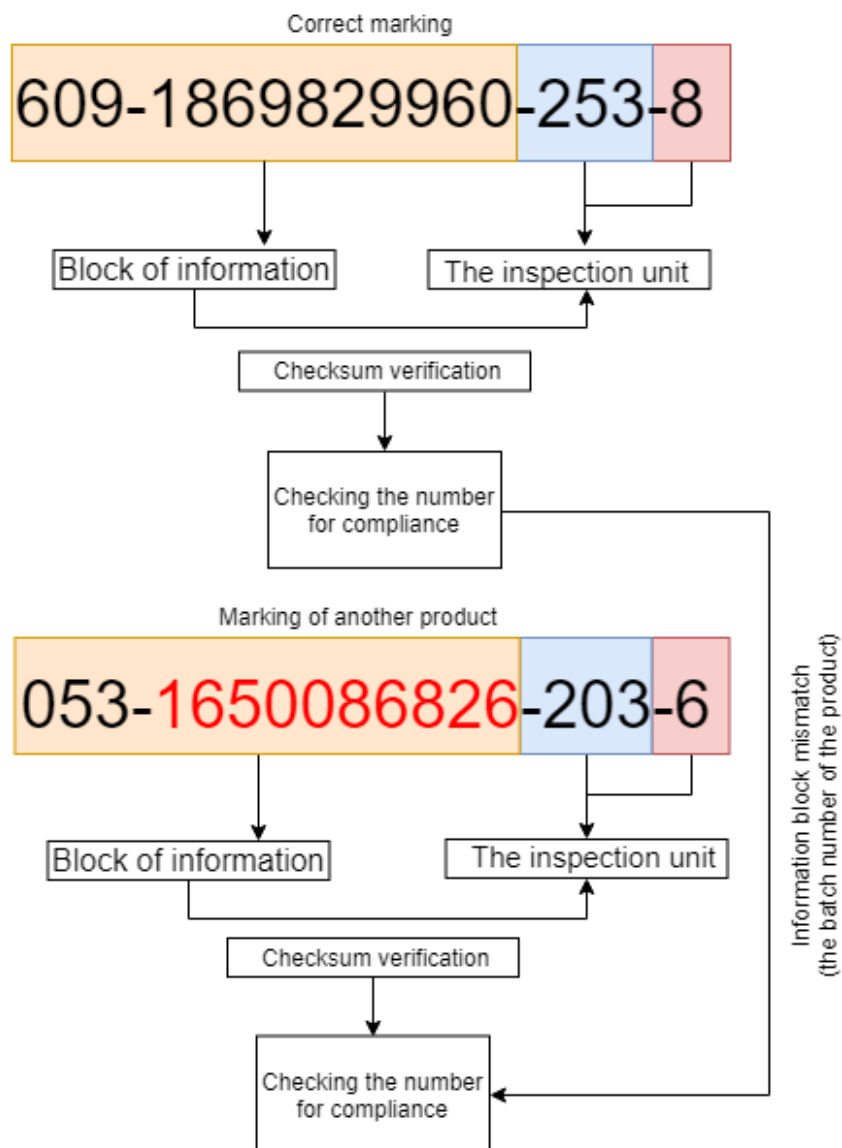 Correct marking
609-1869829960-253-8
Block of information
The inspection unit
Checksum verification
Checking the number
for compliance
Marking of another product
053-1650086826-203-6
Block of information
The inspection unit
Checksum verification
Checking the number
for compliance
Information block mismatch
(the batch number of the product)